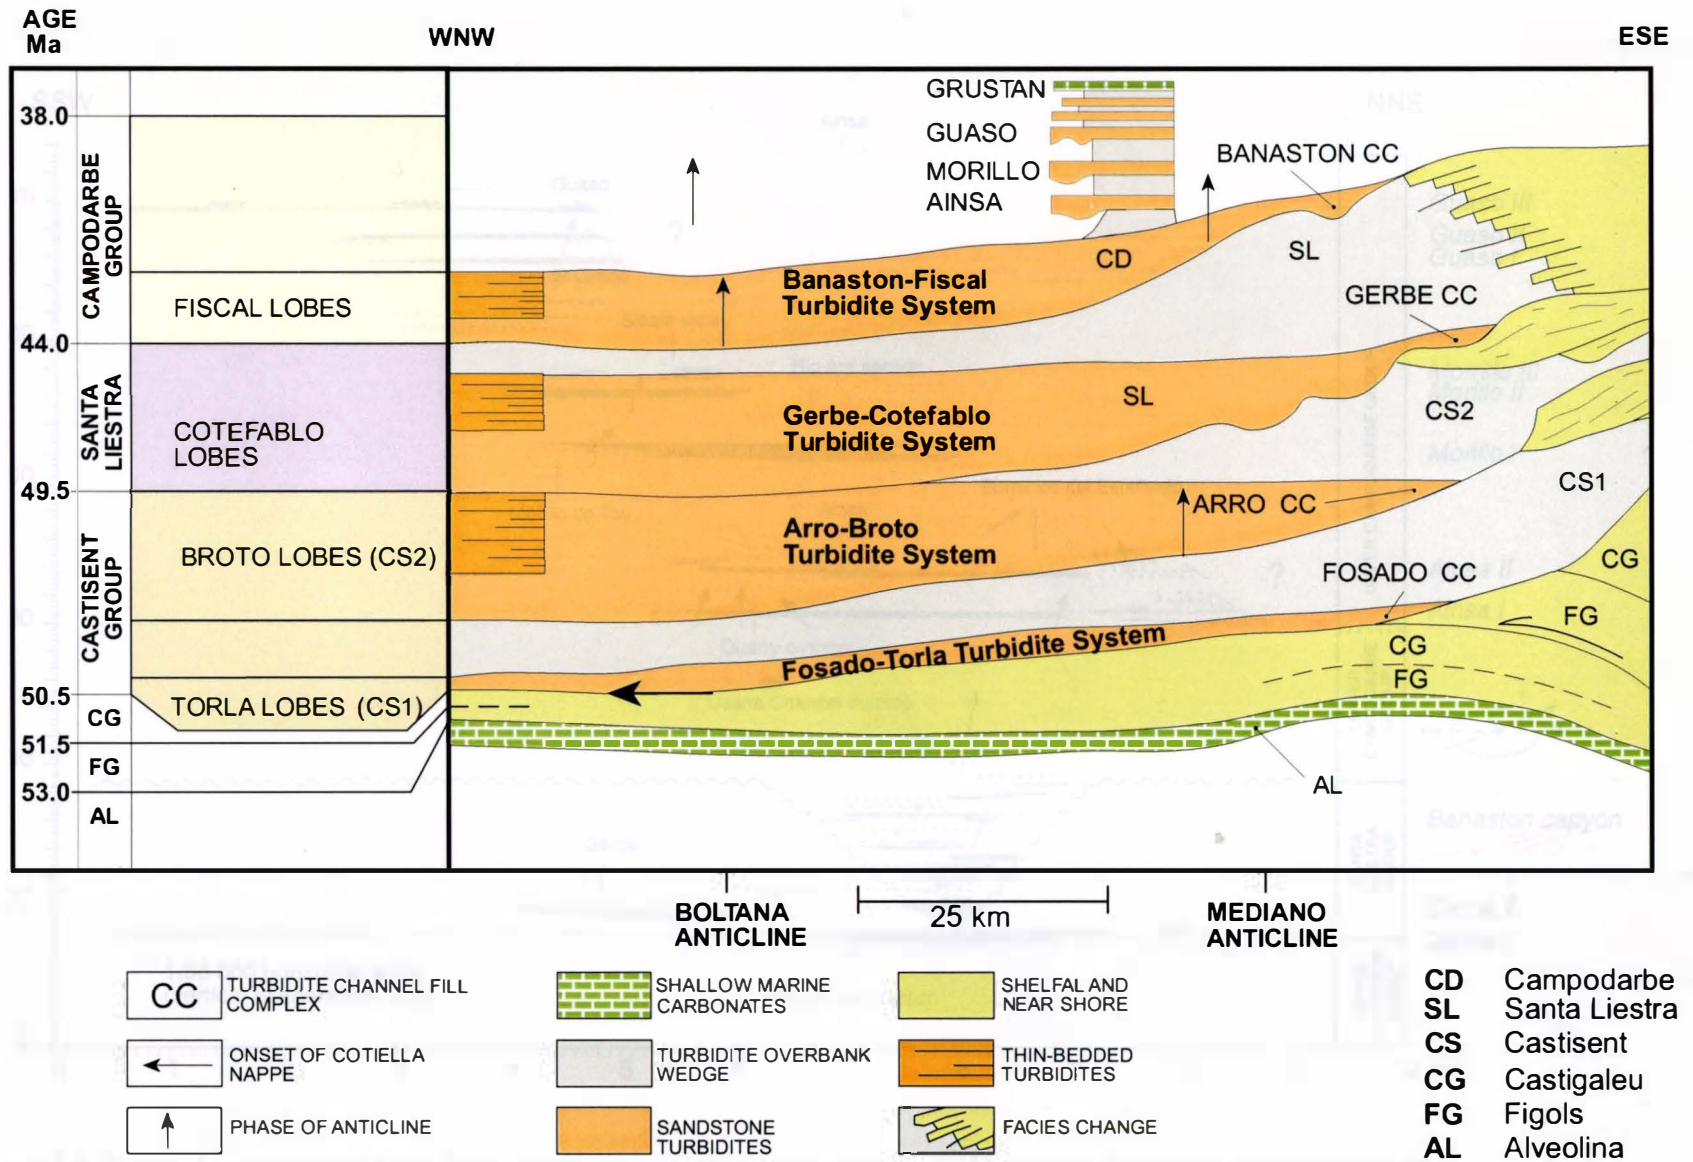 AGE
Ma
WNW
ESE
38.0
44.0
49.5
50.5
51.5
53.0
CAMPODARBE
GROUP
SANTA
LIESTRA
CASTISENT
GROUP
CG
FG
AL
FISCAL LOBES
COTEFABLO
LOBES
BROTO LOBES (CS2)
TORLA LOBES (CS1)
GRUSTAN
GUASO
MORILLO
AINSA
BANASTON CC
CD
SL
Banaston-Fiscal
Turbidite System
GERBE CC
SL
CS2
Gerbe-Cotefablo
Turbidite System
CS1
ARRO CC
Arro-Broto
Turbidite System
CG
FOSADO CC
FG
Fosado-Torla Turbidite System
CG
FG
AL
BOLTANA
ANTICLINE
25 km
MEDIANO
ANTICLINE
CC TURBIDITE CHANNEL FILL
COMPLEX
ONSET OF COTIELLA
NAPPE
PHASE OF ANTICLINE
SHALLOW MARINE
CARBONATES
TURBIDITE OVERBANK
WEDGE
SANDSTONE
TURBIDITES
SHELFAL AND
NEAR SHORE
THIN-BEDDED
TURBIDITES
FACIES CHANGE
CD Campodarbe
SL Santa Liestra
CS Castisent
CG Castigaleu
FG Figols
AL Alveolina